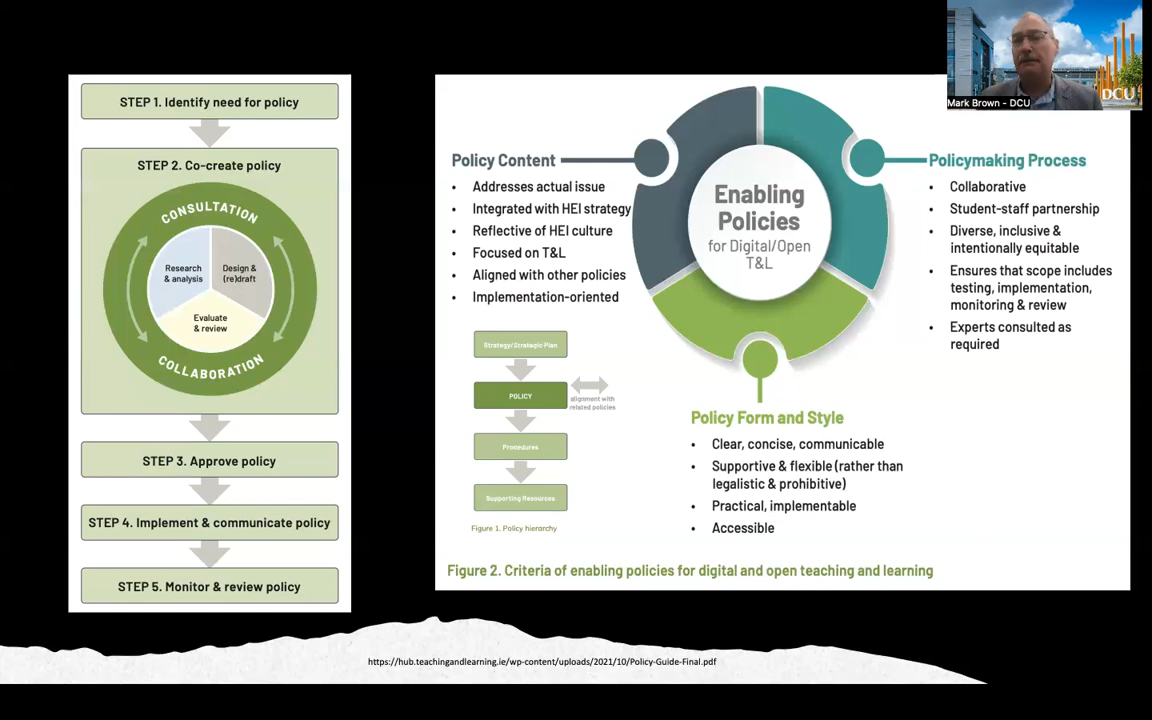 STEP 1. Identify need for policy
STEP 2. Co-create policy
CONSULTATION
Research
& analysis
Design &
(re)draft
Evaluate
& review
COLLABORATION
STEP 3. Approve policy
STEP 4. Implement & communicate policy
STEP 5. Monitor & review policy
Policy Content
• Addresses actual issue
• Integrated with HEI strategy
• Reflective of HEI culture
• Focused on T&L
• Aligned with other policies
• Implementation-oriented
Enabling
Policies
for Digital/Open
T&L
Policymaking Process
• Collaborative
• Student-staff partnership
• Diverse, inclusive &
intentionally equitable
• Ensures that scope includes
testing, implementation,
monitoring & review
• Experts consulted as
required
Strategy/Strategic Plan
POLICY
alignment with
related policies
Procedures
Supporting Resources
Figure 1. Policy hierarchy
Policy Form and Style
• Clear, concise, communicable
• Supportive & flexible (rather than
legalistic & prohibitive)
• Practical, implementable
• Accessible
Figure 2. Criteria of enabling policies for digital and open teaching and learning
DCU
Mark Brown - DCU
https://hub.teachingandlearning.ie/wp-content/uploads/2021/10/Policy-Guide-Final.pdf